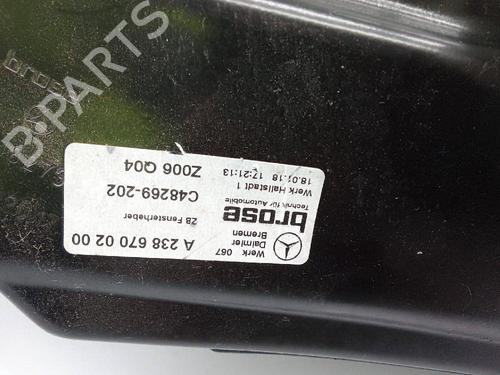 A 238 670 02 00
ZB Fensterheber
C48269-202
Z006 Q04
Werk 067
Daimler
Bremen
brose
Technik für Automobile
Werk Hallstadt 1
18.01.18 17:21:13
B-PARTS